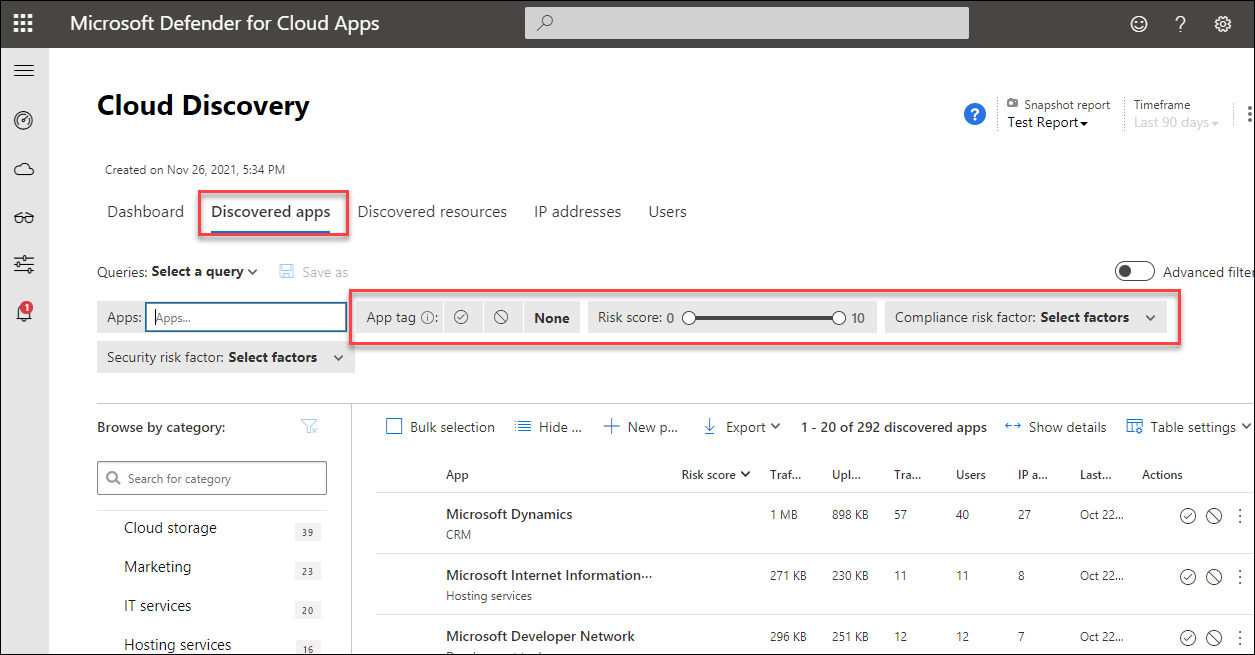 Microsoft Defender for Cloud Apps
?
Cloud Discovery
?
Snapshot report
Test Report
Timeframe
Last 90 days
Created on Nov 26, 2021, 5:34 PM
Dashboard Discovered apps Discovered resources IP addresses Users
1
Queries: Select a query Save as Advanced filter
Apps: Apps... App tag i : None Risk score: 0 10 Compliance risk factor: Select factors
Security risk factor: Select factors
Browse by category: Bulk selection Hide ... New p... Export 1 - 20 of 292 discovered apps Show details Table settings
Search for category
App Risk score Traf... Upl... Tra... Users IP a... Last... Actions
Cloud storage 39
Marketing 23
IT services 20
Hosting services 16
Microsoft Dynamics 1 MB 898 KB 57 40 27 Oct 22...
CRM
Microsoft Internet Information... 271 KB 230 KB 11 11 8 Oct 22...
Hosting services
Microsoft Developer Network 296 KB 251 KB 12 12 7 Oct 22...